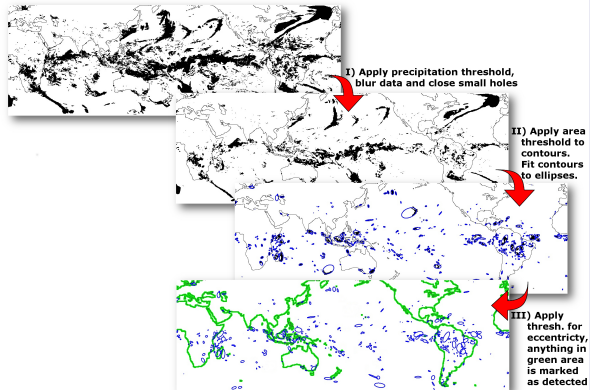 I) Apply precipitation threshold,
blur data and close small holes
II) Apply area
threshold to
contours.
Fit contours
to ellipses.
III) Apply
thresh. for
eccentricty,
anything in
green area
is marked
as detected